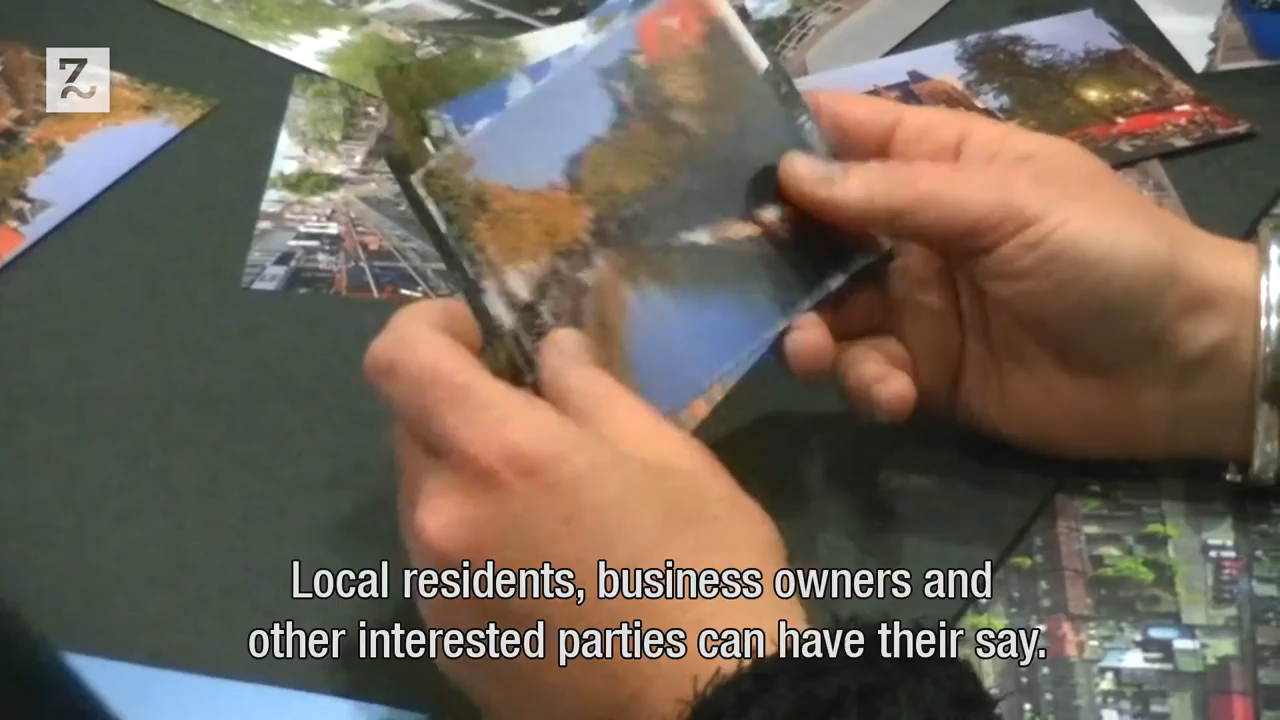 Z
Local residents, business owners and
other interested parties can have their say.